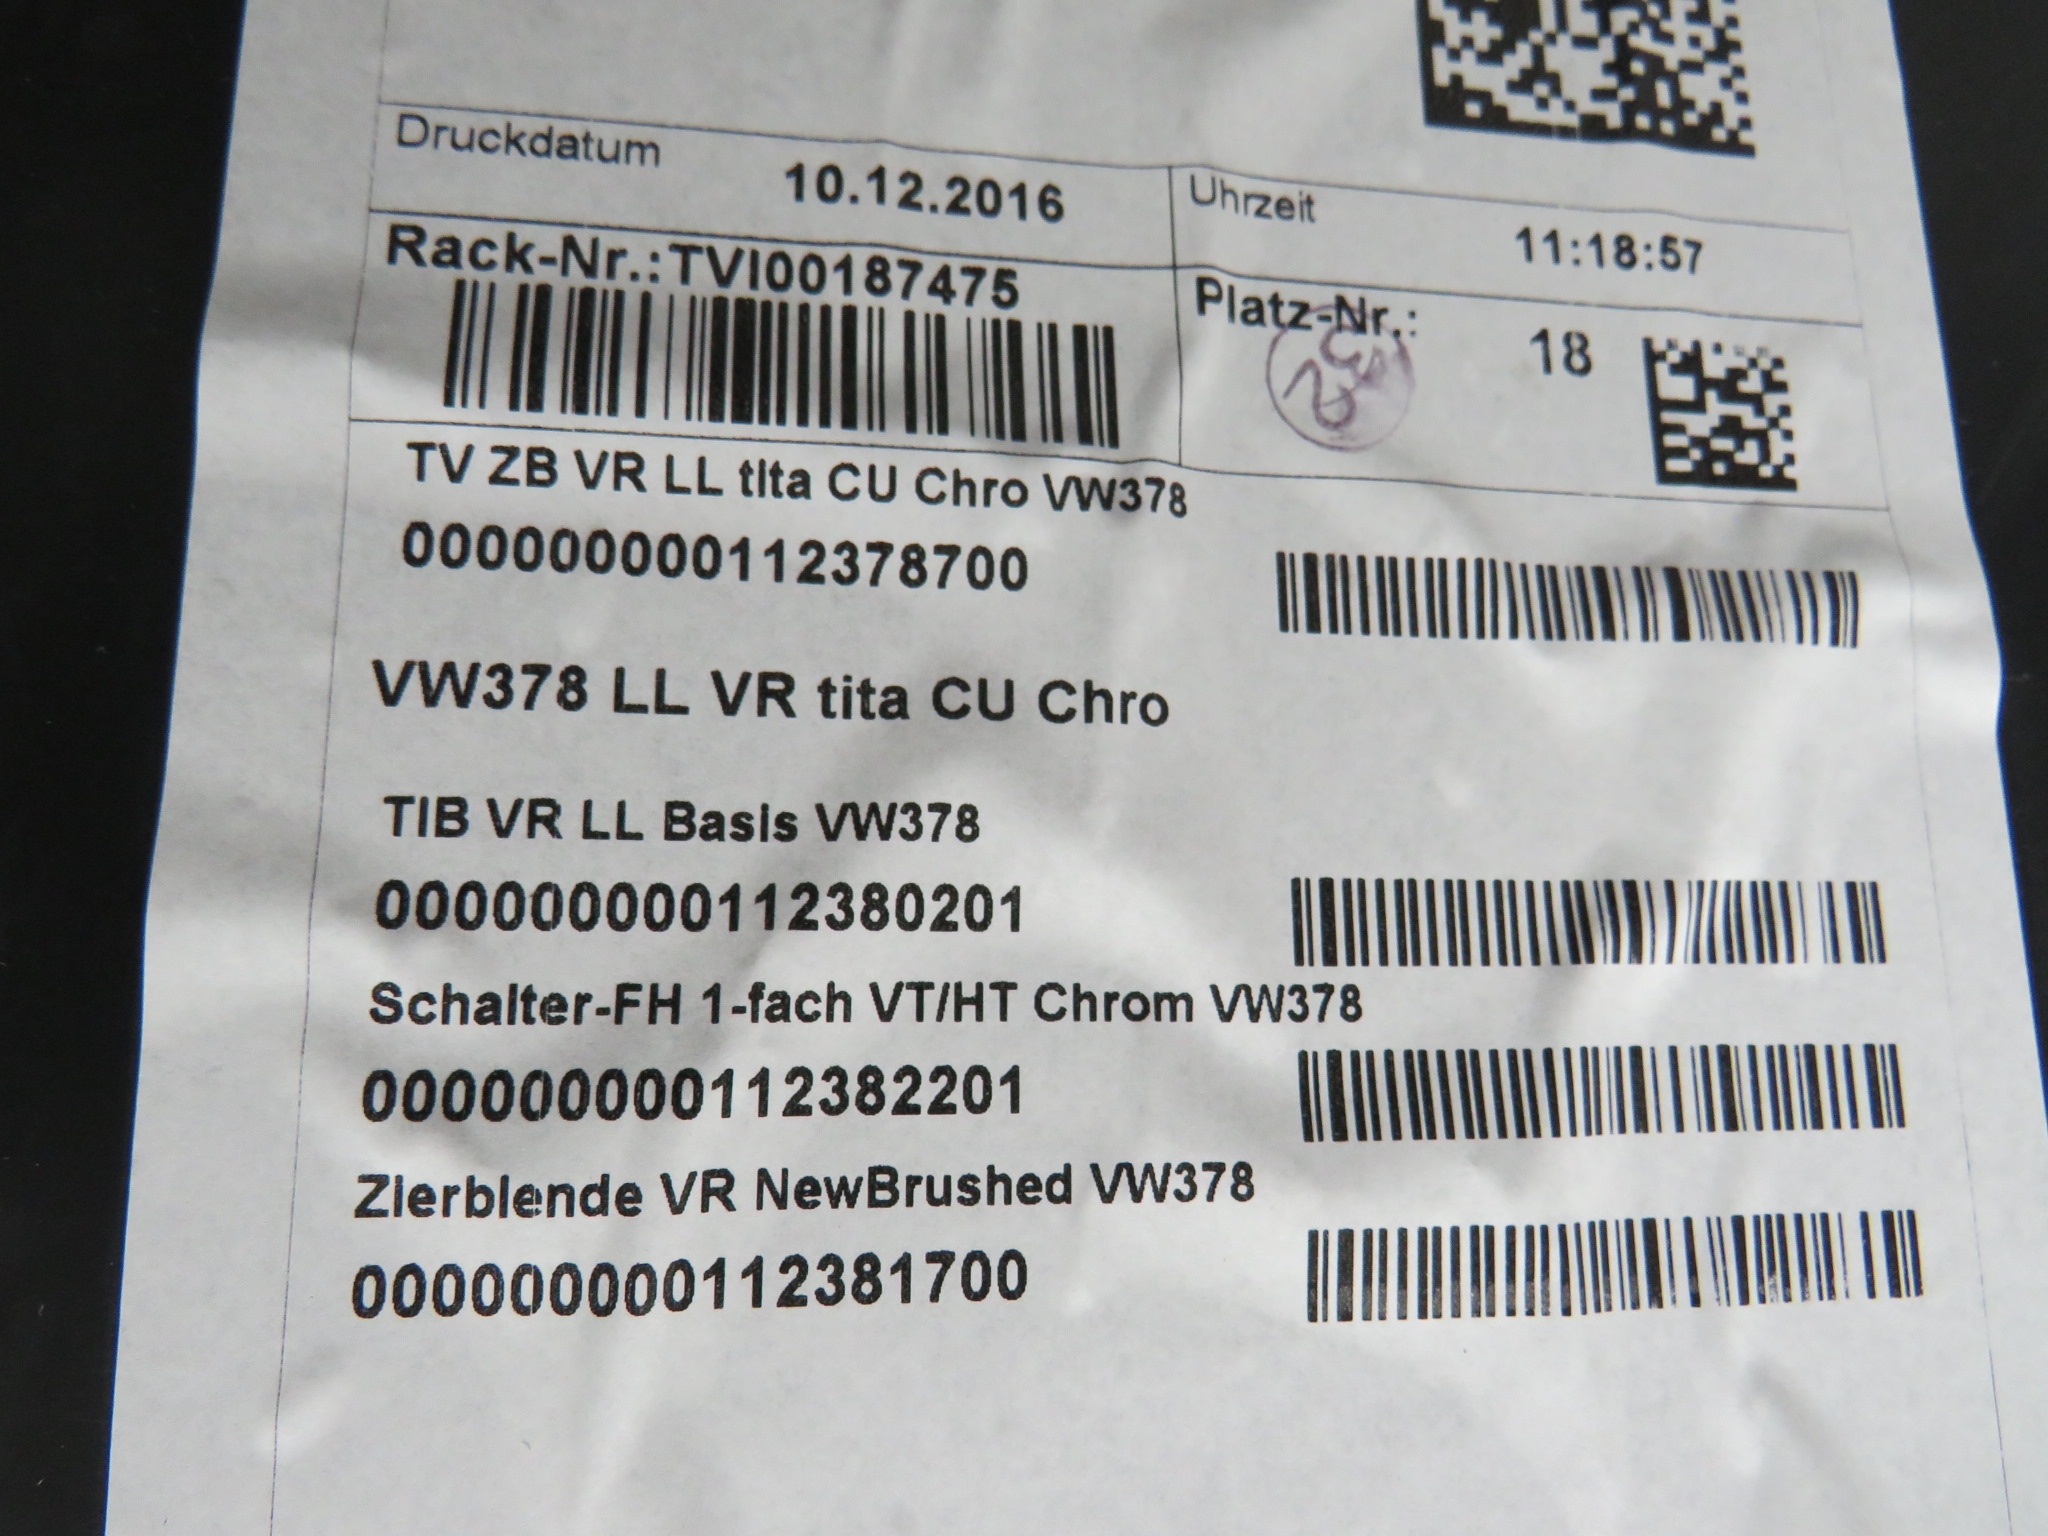 Druckdatum 10.12.2016 Uhrzeit 11:18:57
Rack-Nr.:TVI00187475 Platz-Nr.: 18
TV ZB VR LL tita CU Chro VW378
000000000112378700
VW378 LL VR tita CU Chro
TIB VR LL Basis VW378
000000000112380201
Schalter-FH 1-fach VT/HT Chrom VW378
000000000112382201
Zierblende VR NewBrushed VW378
000000000112381700